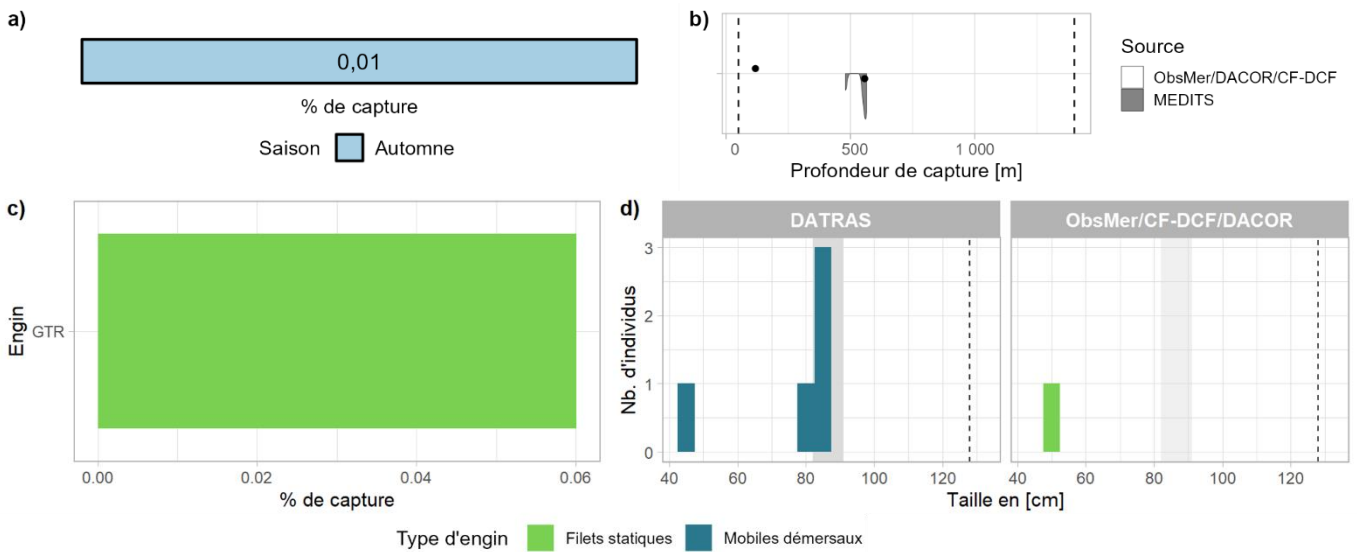 a)
0,01
% de capture
Saison Automne
b)
0 500 1 000
Profondeur de capture [m]
Source
ObsMer/DACOR/CF-DCF
MEDITS
c)
Engin
GTR
0.00 0.02 0.04 0.06
% de capture
d)
DATRAS ObsMer/CF-DCF/DACOR
Nb. d'individus
3
2
1
0
40 60 80 100 120 40 60 80 100 120
Taille en [cm]
Type d'engin Filets statiques Mobiles démersaux